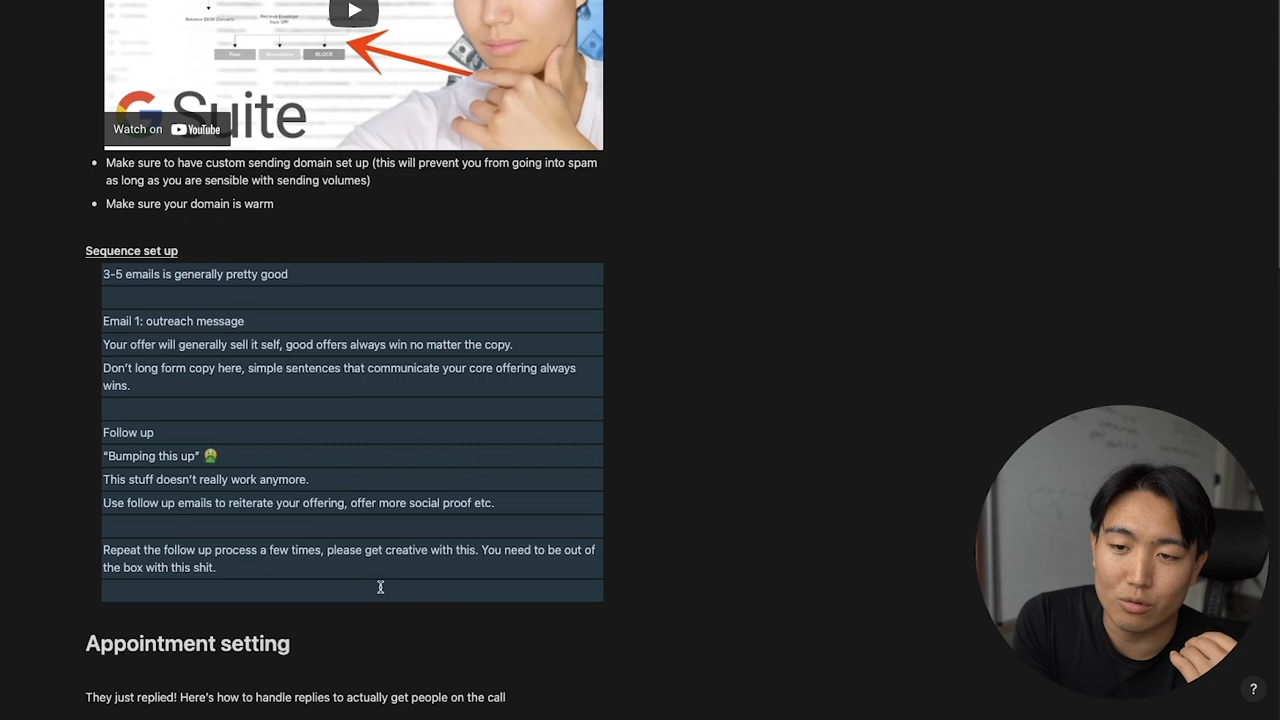 BLOCK
G Suite
Watch on YouTube
Make sure to have custom sending domain set up (this will prevent you from going into spam
as long as you are sensible with sending volumes)
Make sure your domain is warm
Sequence set up
3-5 emails is generally pretty good
Email 1: outreach message
Your offer will generally sell it self, good offers always win no matter the copy.
Don’t long form copy here, simple sentences that communicate your core offering always
wins.
Follow up
“Bumping this up” 🤮
This stuff doesn’t really work anymore.
Use follow up emails to reiterate your offering, offer more social proof etc.
Repeat the follow up process a few times, please get creative with this. You need to be out of
the box with this shit.
Appointment setting
They just replied! Here’s how to handle replies to actually get people on the call
?